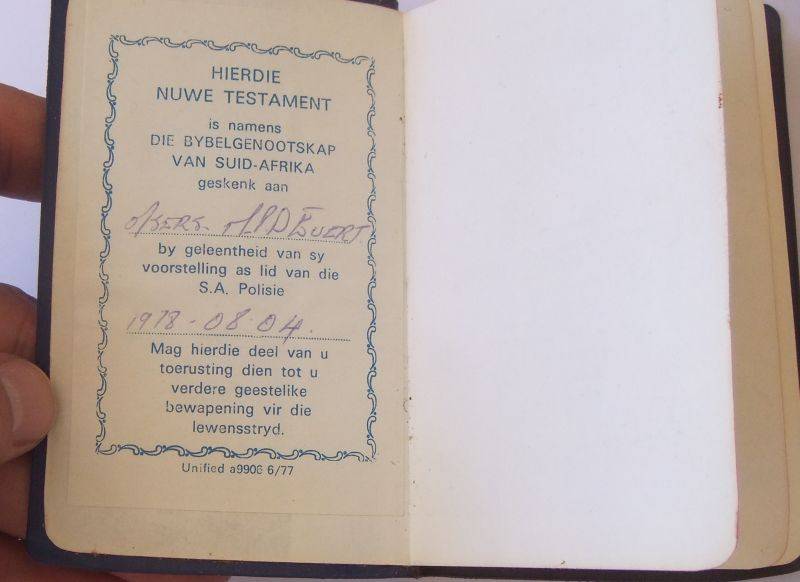 HIERDIE
NUWE TESTAMENT
is namens
DIE BYBELGENOOTSKAP
VAN SUID-AFRIKA
geskenk aan
by geleentheid van sy
voorstelling as lid van die
S.A. Polisie
1978-08-04.
Mag hierdie deel van u
toerusting dien tot u
verdere geestelike
bewapening vir die
lewensstryd.
Unified a9906 6/77